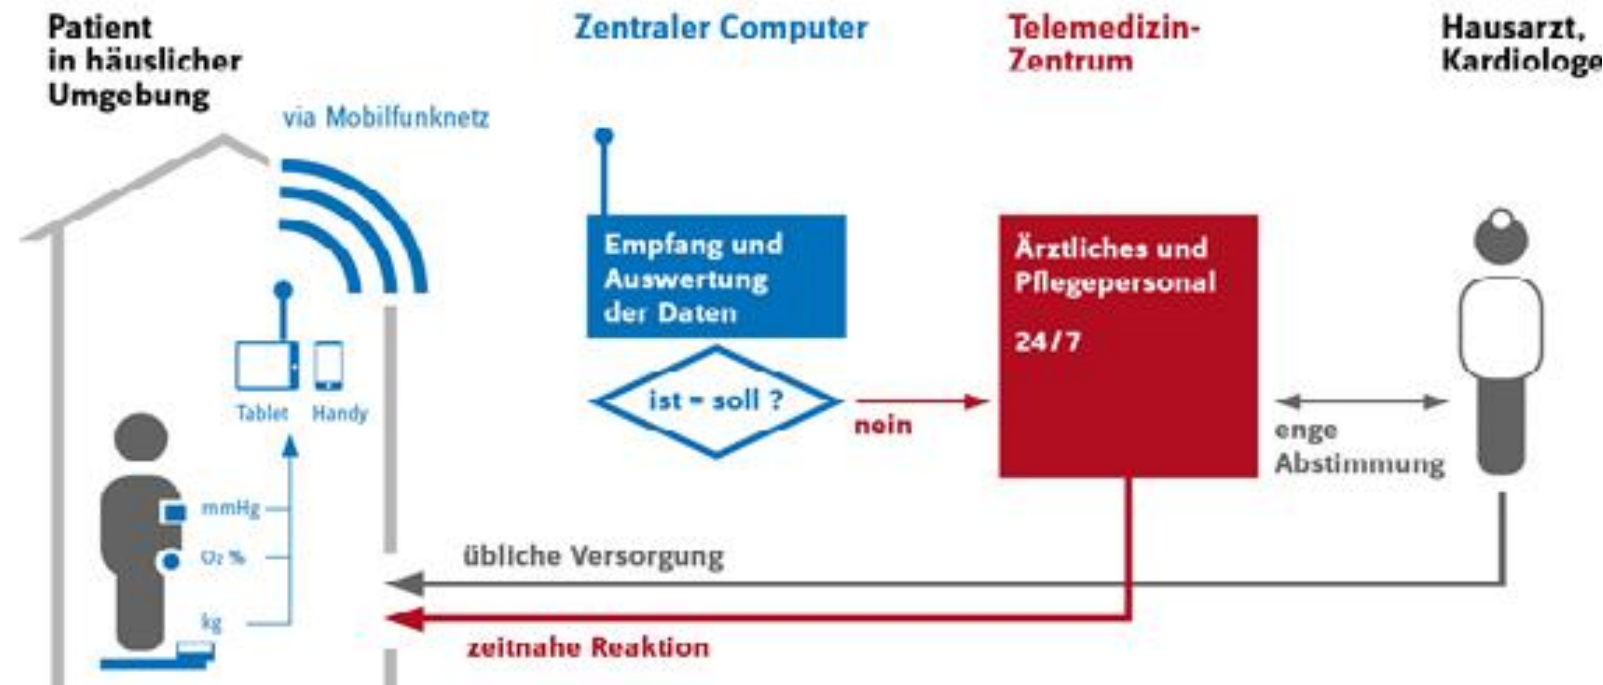 Patient
in häuslicher
Umgebung
via Mobilfunknetz
Zentraler Computer
Telemedizin-
Zentrum
Hausarzt,
Kardiologe
Empfang und
Auswertung
der Daten
Ärztliches und
Pflegepersonal
24/7
Tablet
Handy
ist = soll ?
nein
enge
Abstimmung
mmHg
O₂ %
kg
übliche Versorgung
zeitnahe Reaktion